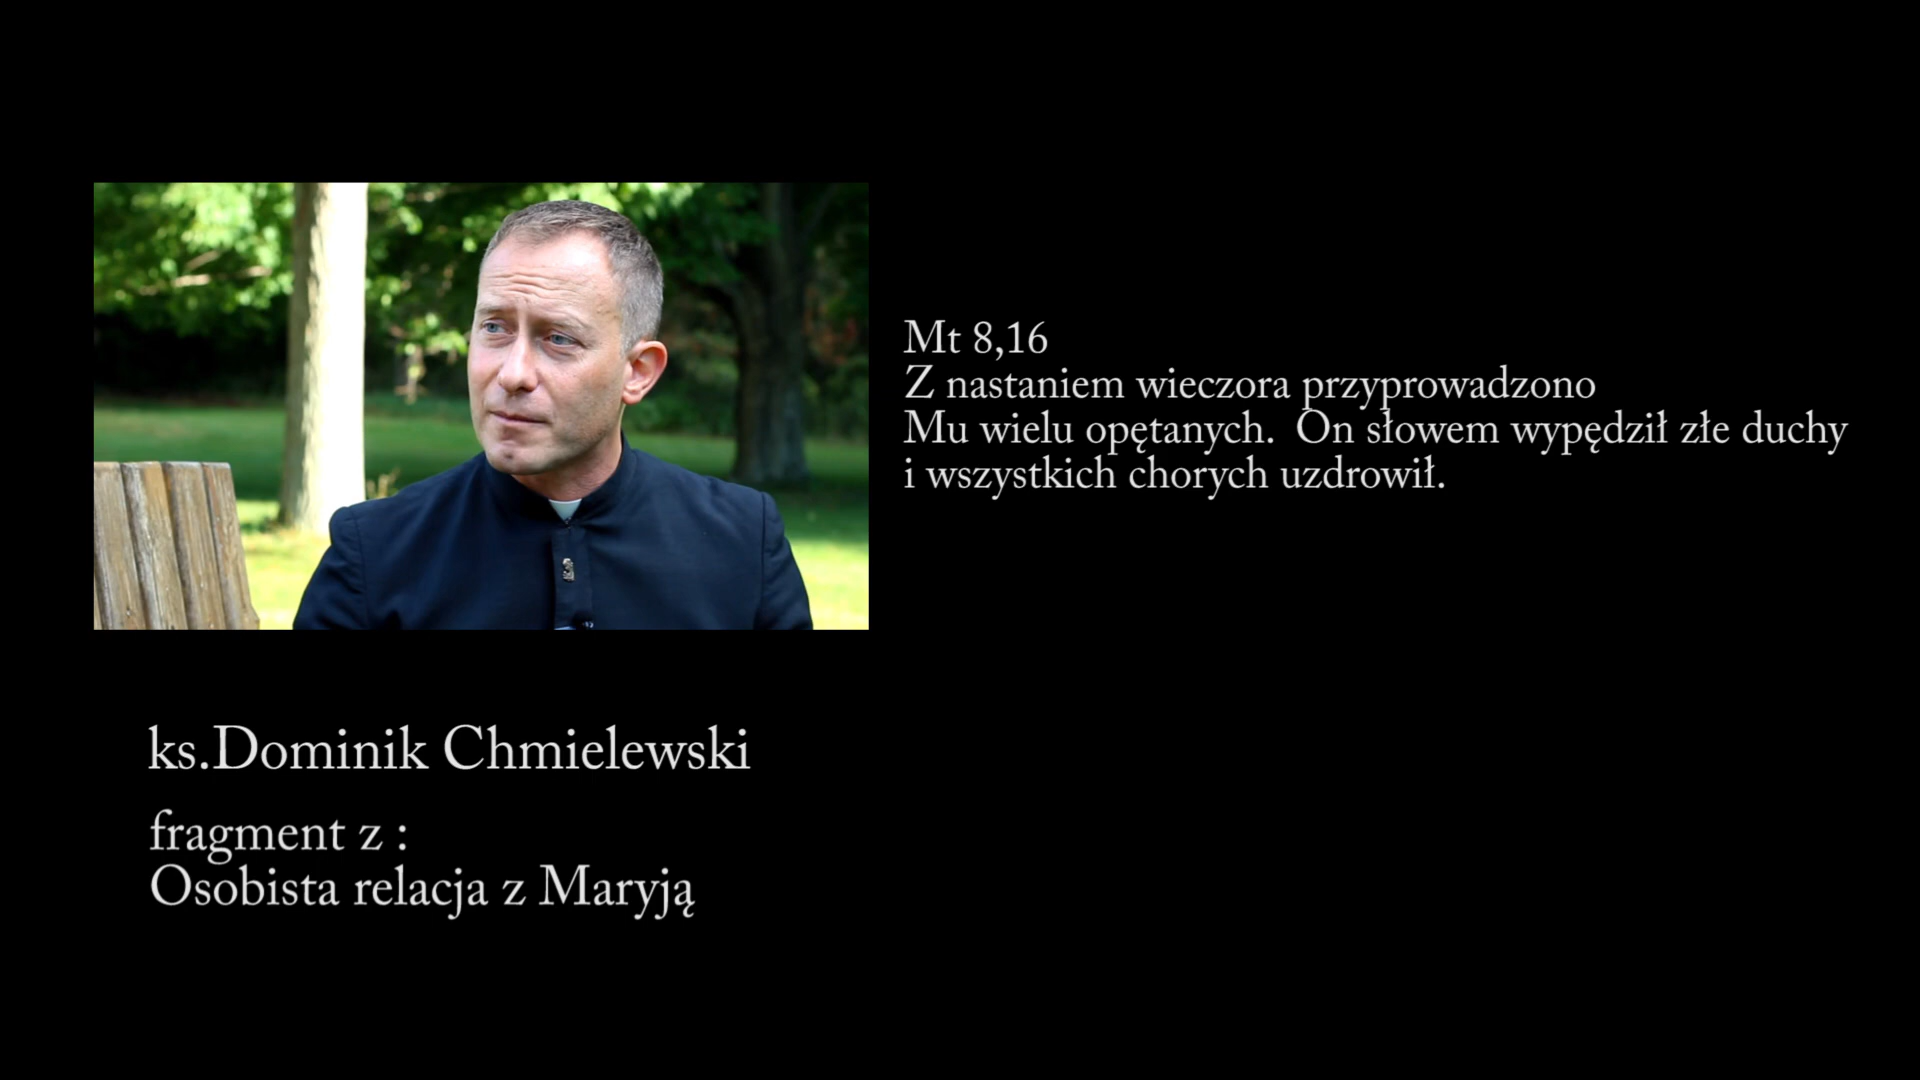 Mt 8,16
Z nastaniem wieczora przyprowadzono
Mu wielu opętanych.  On słowem wypędził złe duchy
i wszystkich chorych uzdrowił.
ks.Dominik Chmielewski
fragment z :
Osobista relacja z Maryją